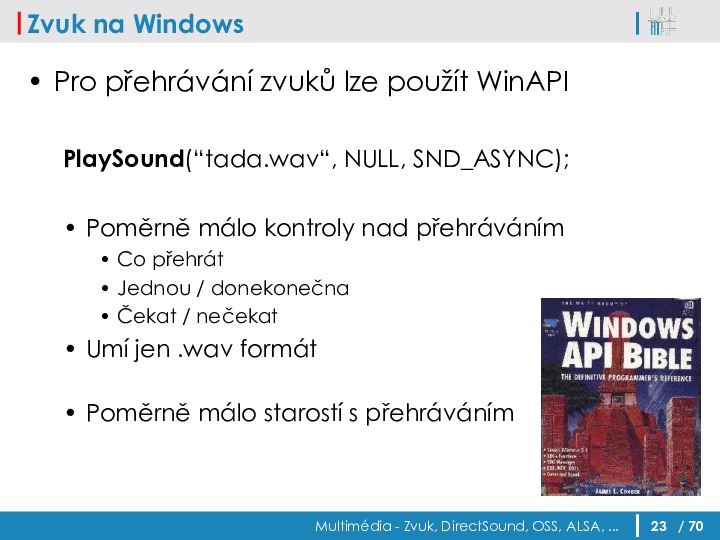 Zvuk na Windows
• Pro přehrávání zvuků lze použít WinAPI
PlaySound(“tada.wav“, NULL, SND_ASYNC);
• Poměrně málo kontroly nad přehráváním
• Co přehrát
• Jednou / donekonečna
• Čekat / nečekat
• Umí jen .wav formát
• Poměrně málo starostí s přehráváním
THE WAITE GROUP'S
WINDOWS
API BIBLE
THE DEFINITIVE PROGRAMMER'S REFERENCE
JAMES L. CONGER
Multimédia - Zvuk, DirectSound, OSS, ALSA, ...
23 / 70